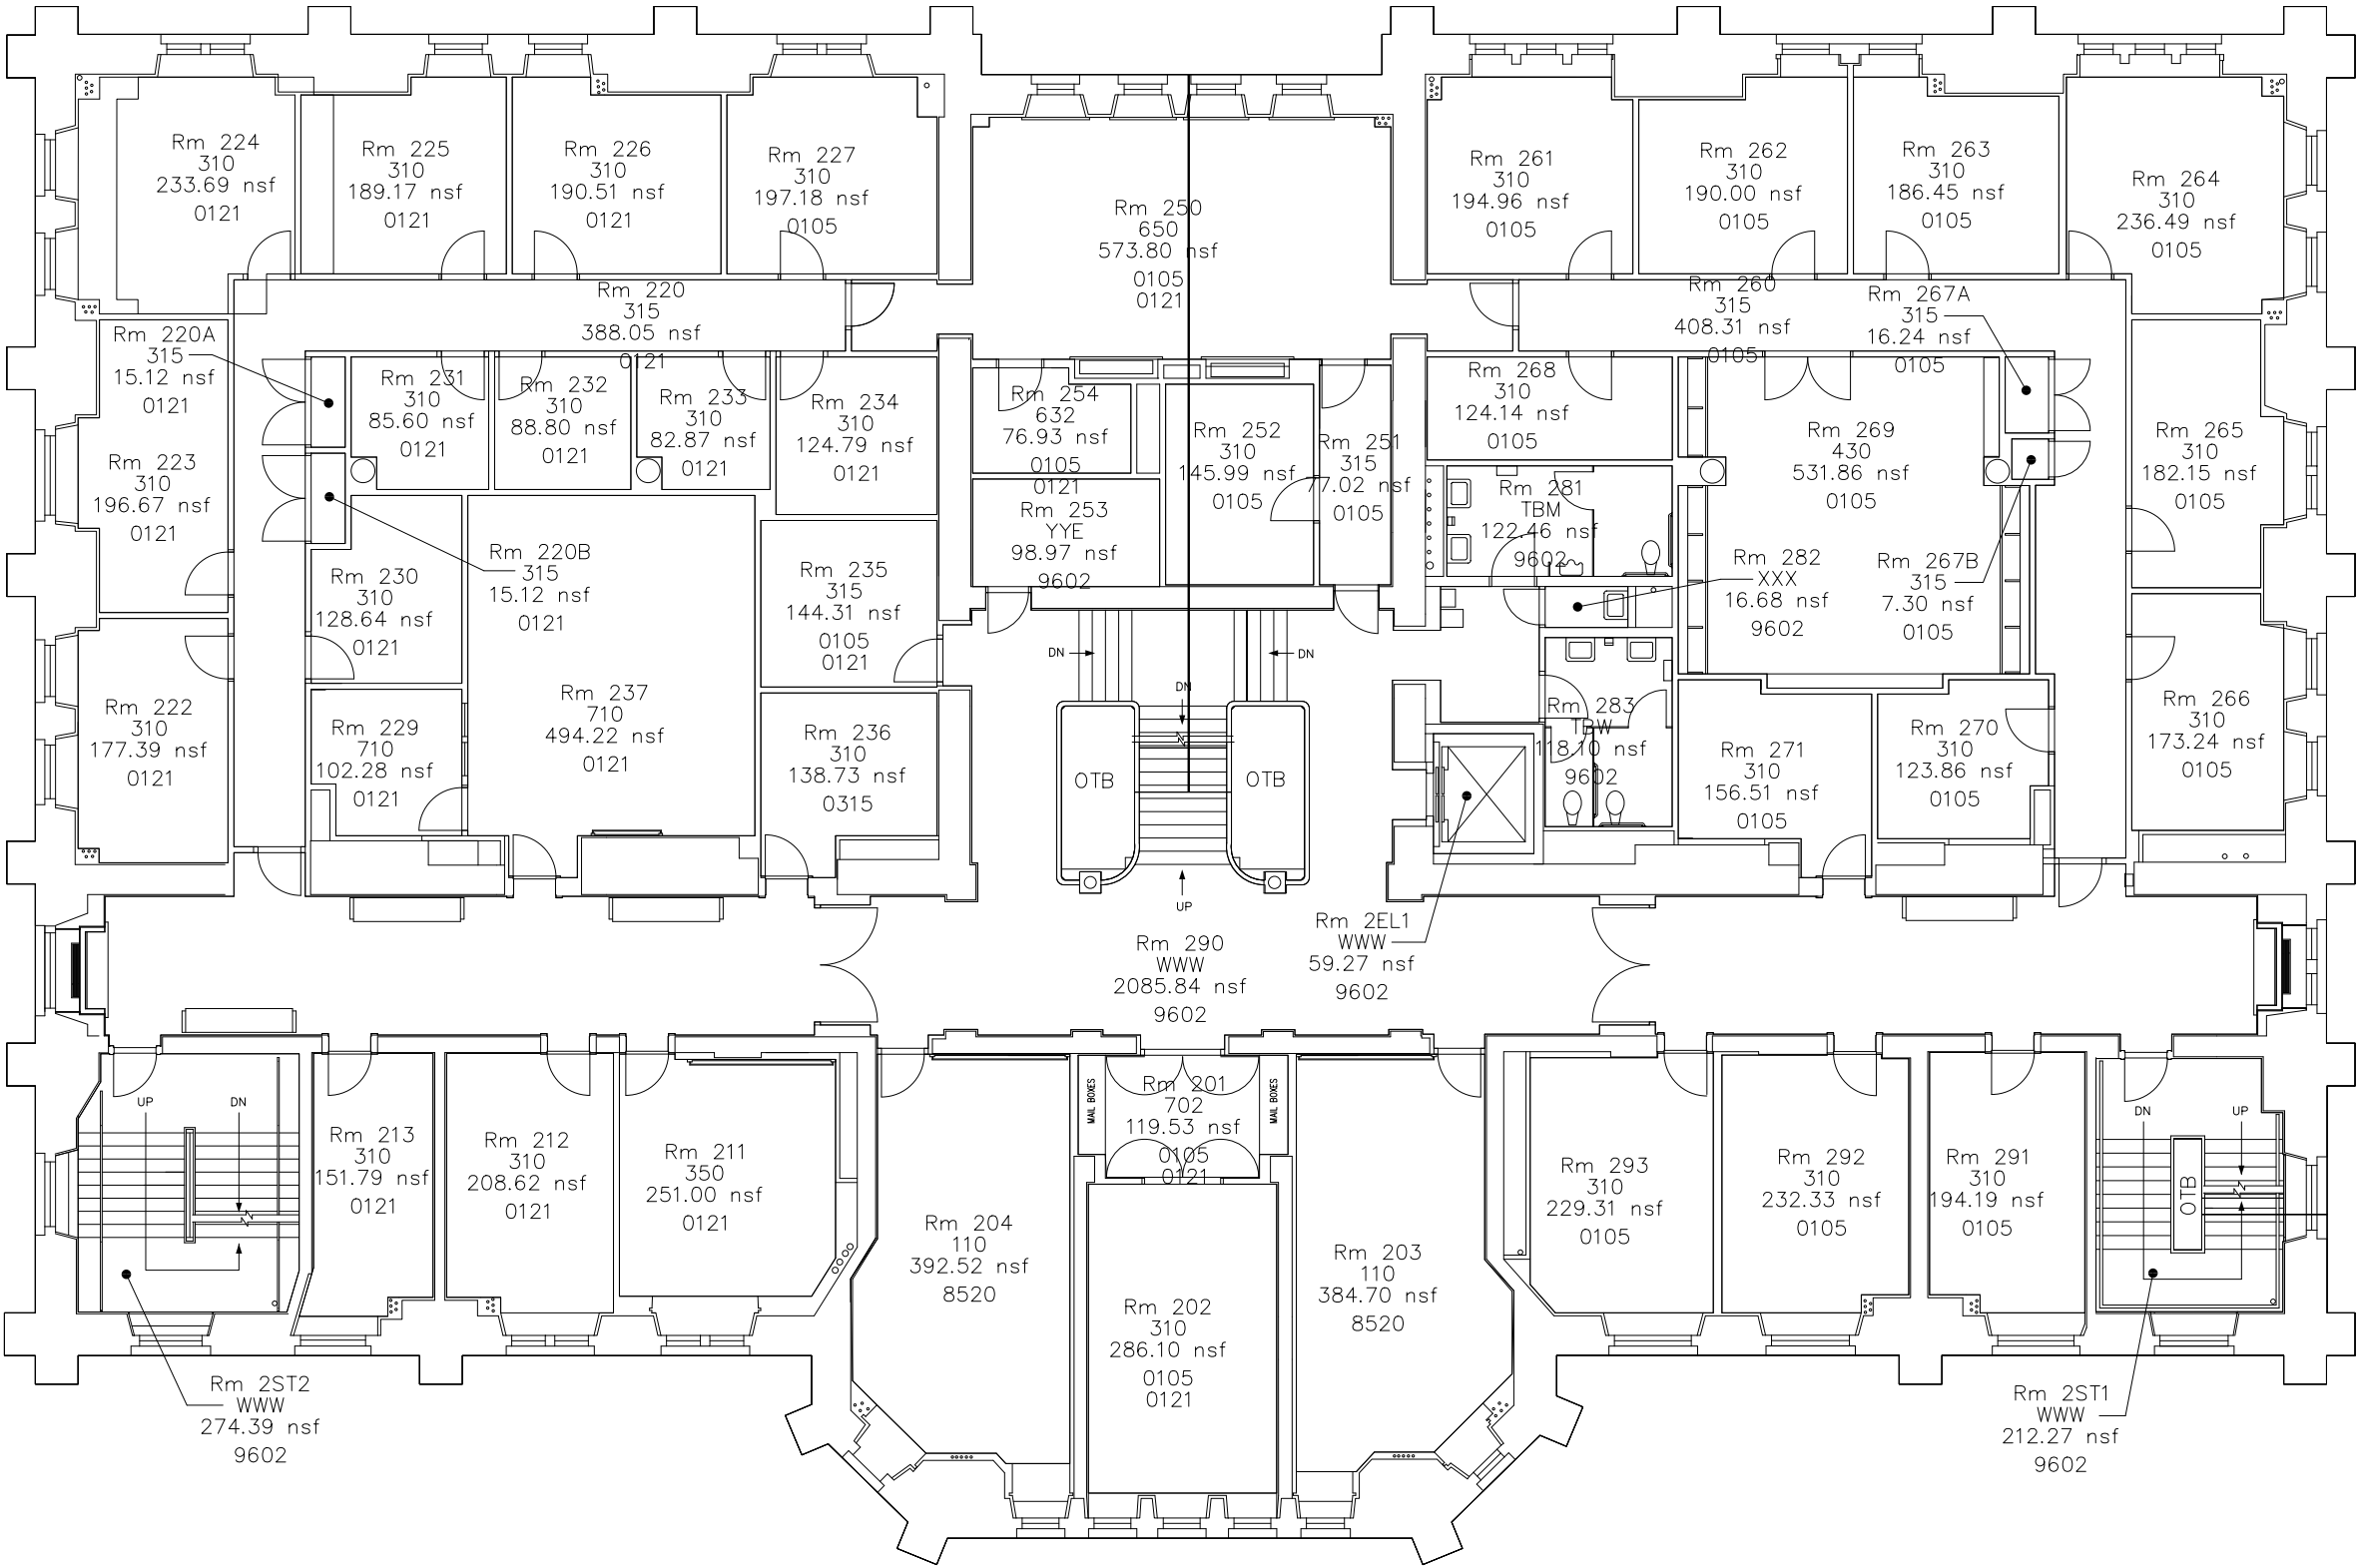 Rm 224
310
233.69 nsf
0121
Rm 225
310
189.17 nsf
0121
Rm 226
310
190.51 nsf
0121
Rm 227
310
197.18 nsf
0105
Rm 250
650
573.80 nsf
0105
0121
Rm 261
310
194.96 nsf
0105
Rm 262
310
190.00 nsf
0105
Rm 263
310
186.45 nsf
0105
Rm 264
310
236.49 nsf
0105
Rm 220
315
388.05 nsf
0121
Rm 260
315
408.31 nsf
0105
Rm 267A
315
16.24 nsf
0105
Rm 220A
315
15.12 nsf
0121
Rm 231
310
85.60 nsf
0121
Rm 232
310
88.80 nsf
0121
Rm 233
310
82.87 nsf
0121
Rm 234
310
124.79 nsf
0121
Rm 254
632
76.93 nsf
0105
0121
Rm 252
310
145.99 nsf
0105
Rm 251
315
77.02 nsf
0105
Rm 268
310
124.14 nsf
0105
Rm 269
430
531.86 nsf
0105
Rm 265
310
182.15 nsf
0105
Rm 223
310
196.67 nsf
0121
Rm 220B
315
15.12 nsf
0121
Rm 230
310
128.64 nsf
0121
Rm 235
315
144.31 nsf
0105
0121
Rm 253
YYE
98.97 nsf
9602
Rm 281
TBM
122.46 nsf
9602
Rm 282
XXX
16.68 nsf
9602
Rm 267B
315
7.30 nsf
0105
DN
DN
DN
Rm 222
310
177.39 nsf
0121
Rm 229
710
102.28 nsf
0121
Rm 237
710
494.22 nsf
0121
Rm 236
310
138.73 nsf
0315
OTB
OTB
UP
Rm 283
TBW
118.10 nsf
9602
Rm 271
310
156.51 nsf
0105
Rm 270
310
123.86 nsf
0105
Rm 266
310
173.24 nsf
0105
Rm 290
WWW
2085.84 nsf
9602
Rm 2EL1
WWW
59.27 nsf
9602
UP
DN
Rm 213
310
151.79 nsf
0121
Rm 212
310
208.62 nsf
0121
Rm 211
350
251.00 nsf
0121
MAIL BOXES
Rm 201
702
119.53 nsf
0105
0121
MAIL BOXES
Rm 204
110
392.52 nsf
8520
Rm 202
310
286.10 nsf
0105
0121
Rm 203
110
384.70 nsf
8520
Rm 293
310
229.31 nsf
0105
Rm 292
310
232.33 nsf
0105
Rm 291
310
194.19 nsf
0105
DN
UP
OTB
Rm 2ST2
WWW
274.39 nsf
9602
Rm 2ST1
WWW
212.27 nsf
9602